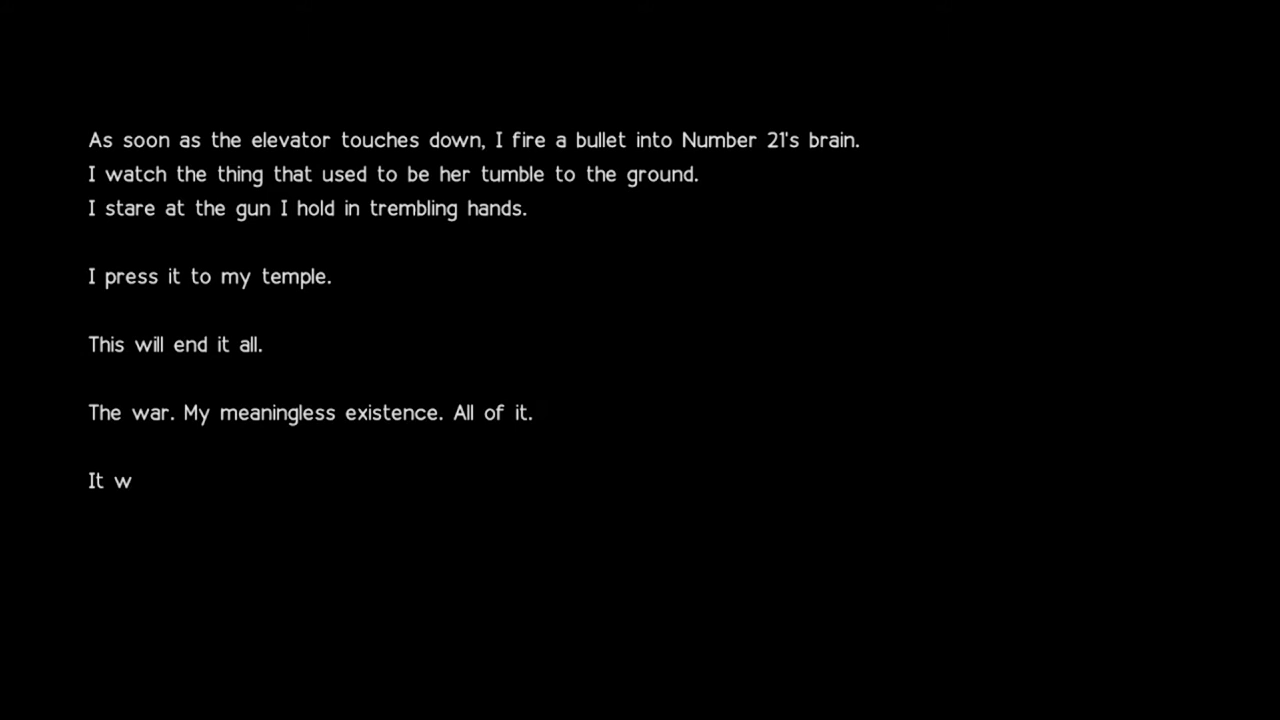 As soon as the elevator touches down, I fire a bullet into Number 21's brain.
I watch the thing that used to be her tumble to the ground.
I stare at the gun I hold in trembling hands.
I press it to my temple.
This will end it all.
The war. My meaningless existence. All of it.
It w